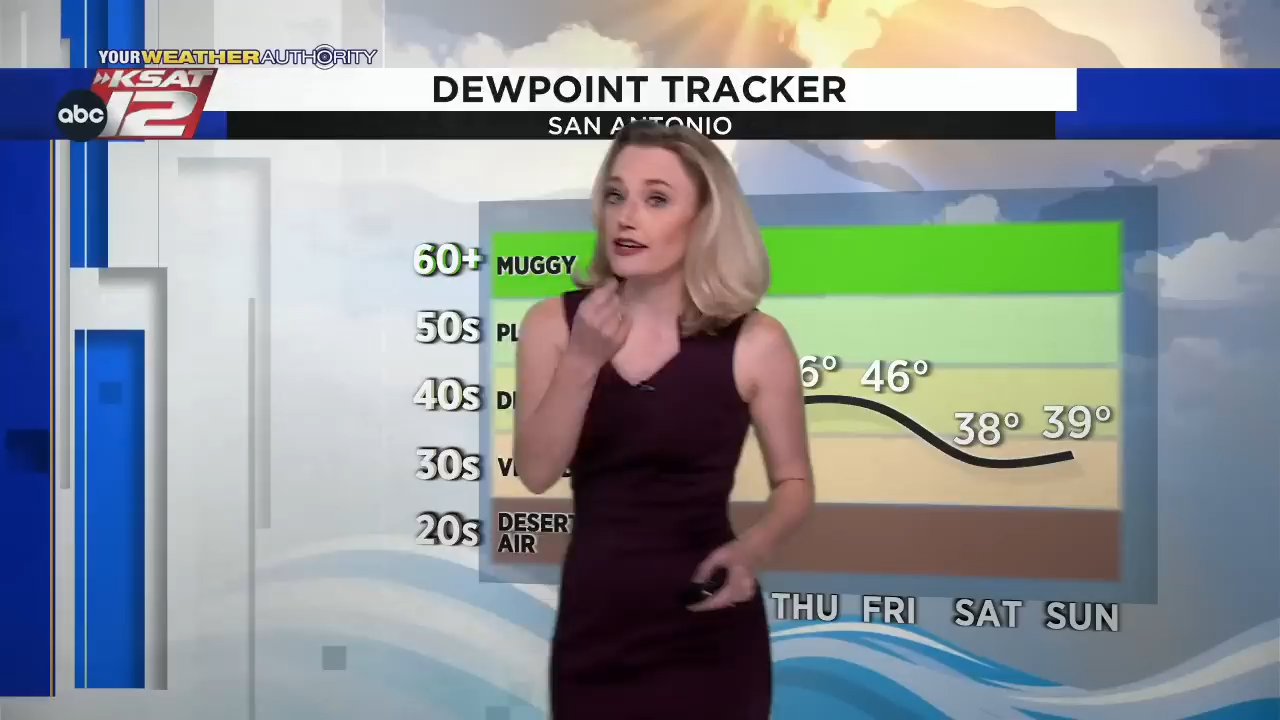 YOUR WEATHER AUTHORITY
KSAT
abc 12
DEWPOINT TRACKER
SAN ANTONIO
60+ MUGGY
50s
46°
40s
38° 39°
30s
20s DESERT
AIR
THU FRI SAT SUN